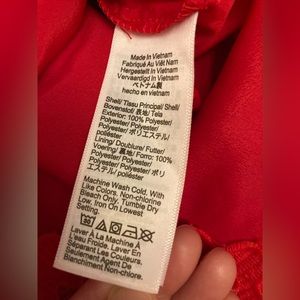 Made In Vietnam
Fabriqué Au Viêt Nam
Hergestellt In Vietnam
Vervaardigd In Vietnam
ベトナム製
hecho en vietnam
Shell/Tissu Principal/Shell/
Bovenstof/表地/Tela
Exterior: 100% Polyester/
Polyester/Polyester/
Polyester/ポリエステル/
poliéster
Lining/Doublure/Futter/
Voering/裏地/Forro: 100%
Polyester/Polyester/
Polyester/Polyester/ポリ
エステル/poliéster
Machine Wash Cold. With
Like Colors. Non-chlorine
Bleach Only. Tumble Dry
Low, Iron On Lowest
Setting.
Laver À La Machine À
L'eau Froide. Laver En
Séparant Les Couleurs.
Seulement Agent De
Blanchiment Non-chlore.